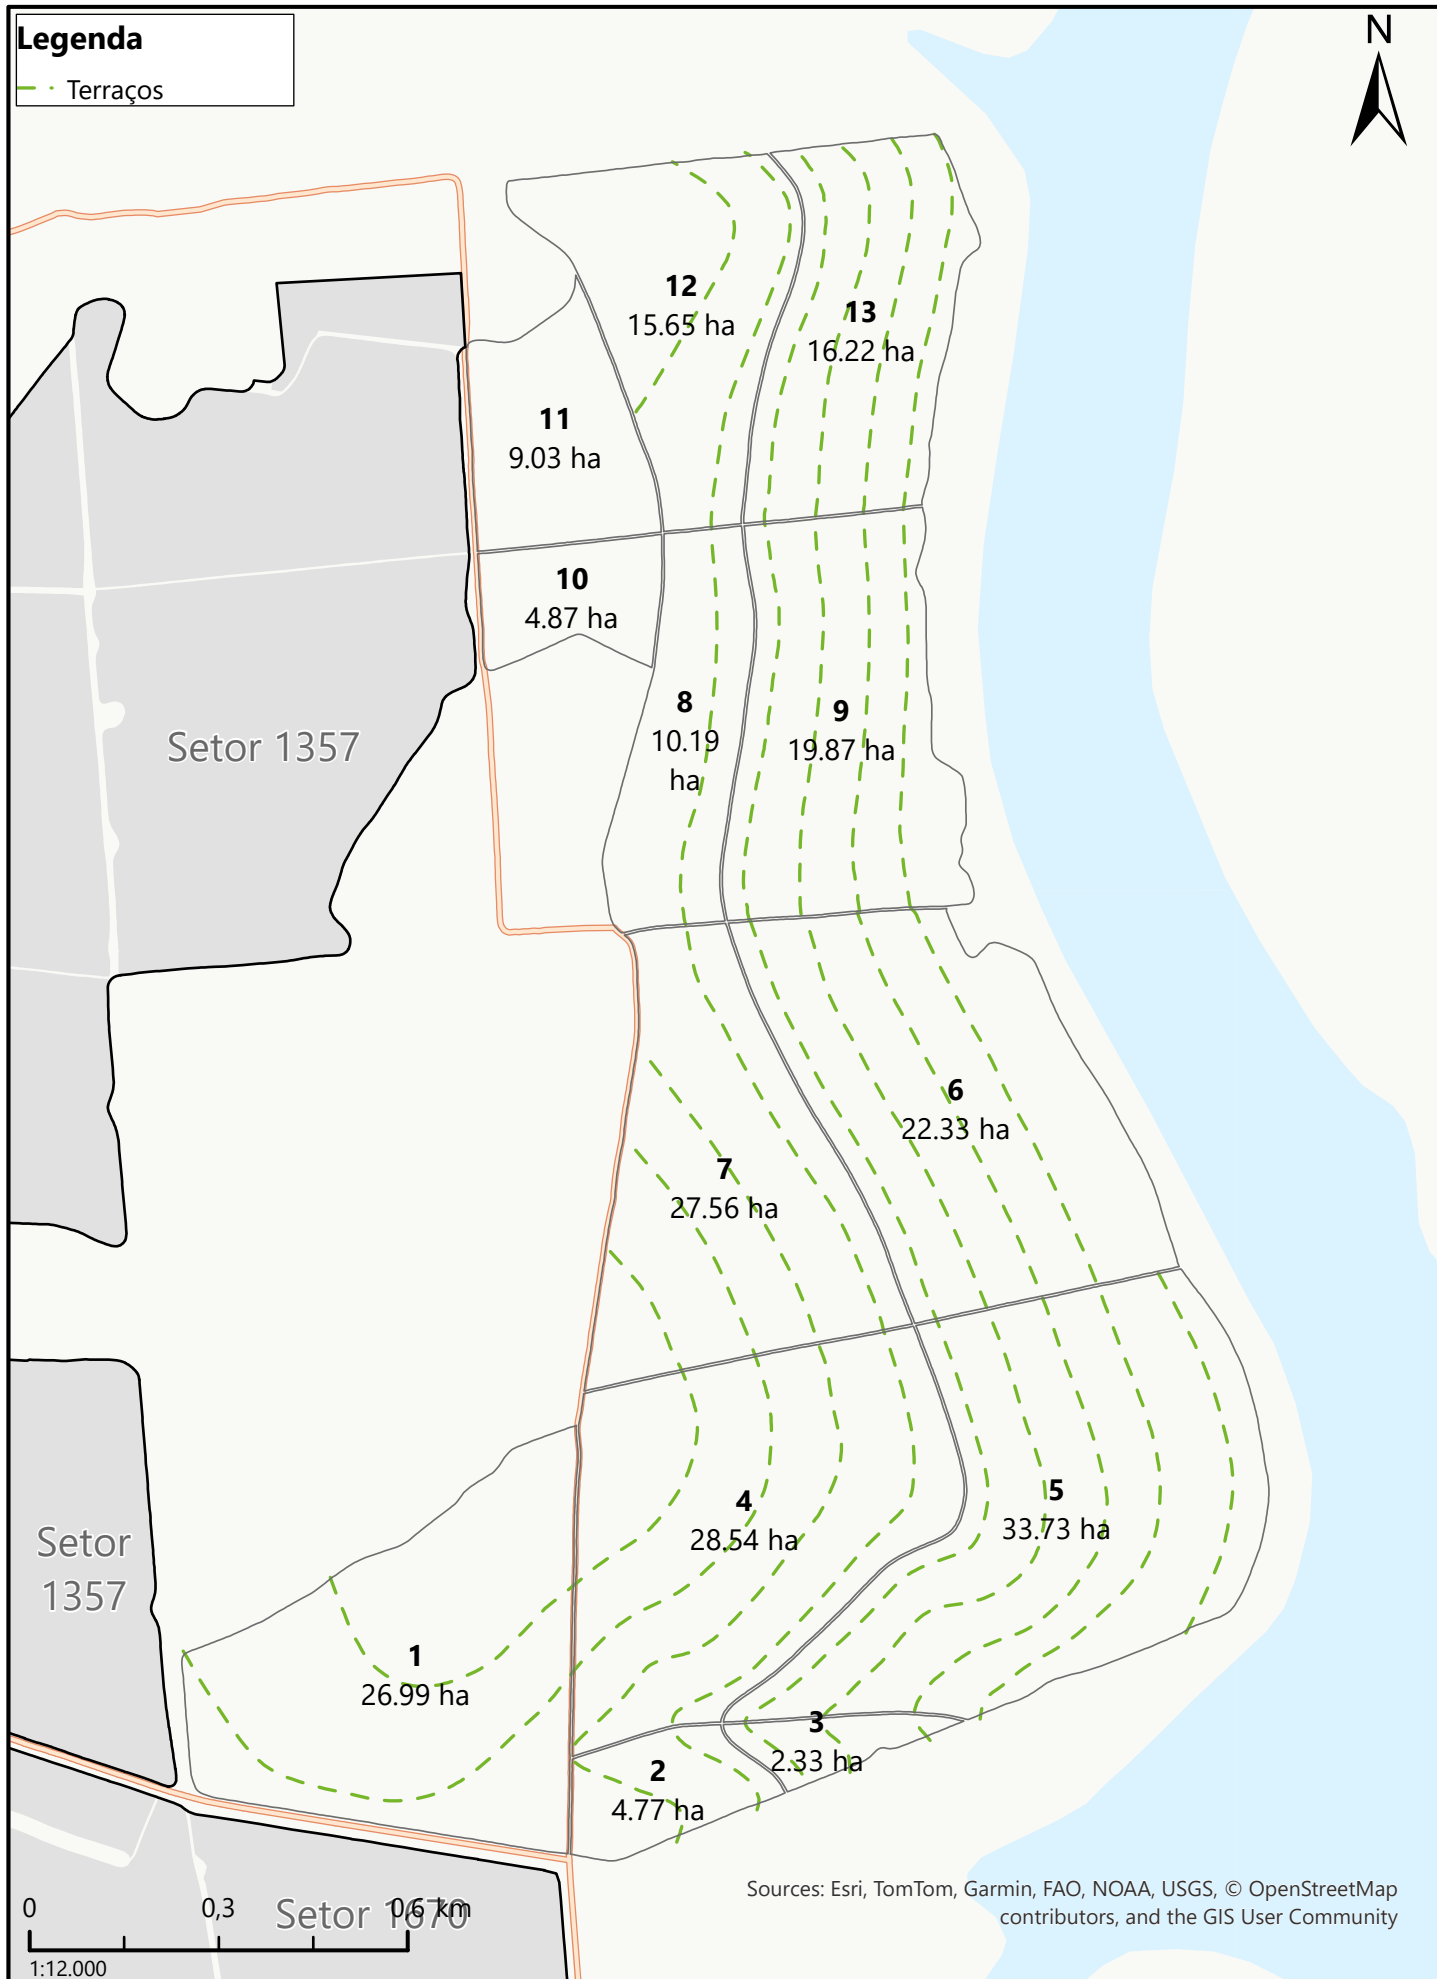 Legenda
Terraços
N
12
15.65 ha
13
16.22 ha
11
9.03 ha
10
4.87 ha
8
10.19
ha
9
19.87 ha
Setor 1357
6
22.33 ha
7
27.56 ha
4
28.54 ha
5
33.73 ha
Setor
1357
1
26.99 ha
3
2.33 ha
2
4.77 ha
Sources: Esri, TomTom, Garmin, FAO, NOAA, USGS, © OpenStreetMap
contributors, and the GIS User Community
0 0,3 0,6 km
Setor 1670
1:12.000